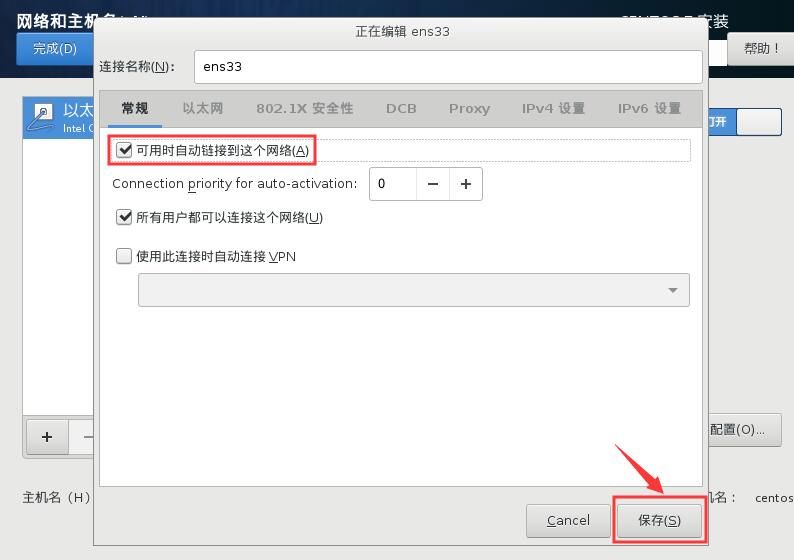 网络和主机名
安装
完成(D)
帮助！
正在编辑 ens33
连接名称(N)：
ens33
以太
Intel
常规
以太网
802.1X 安全性
DCB
Proxy
IPv4 设置
IPv6 设置
打开
可用时自动链接到这个网络(A)
Connection priority for auto-activation:
0
所有用户都可以连接这个网络(U)
使用此连接时自动连接 VPN
配置(O)...
主机名（H）
名：
centos
Cancel
保存(S)